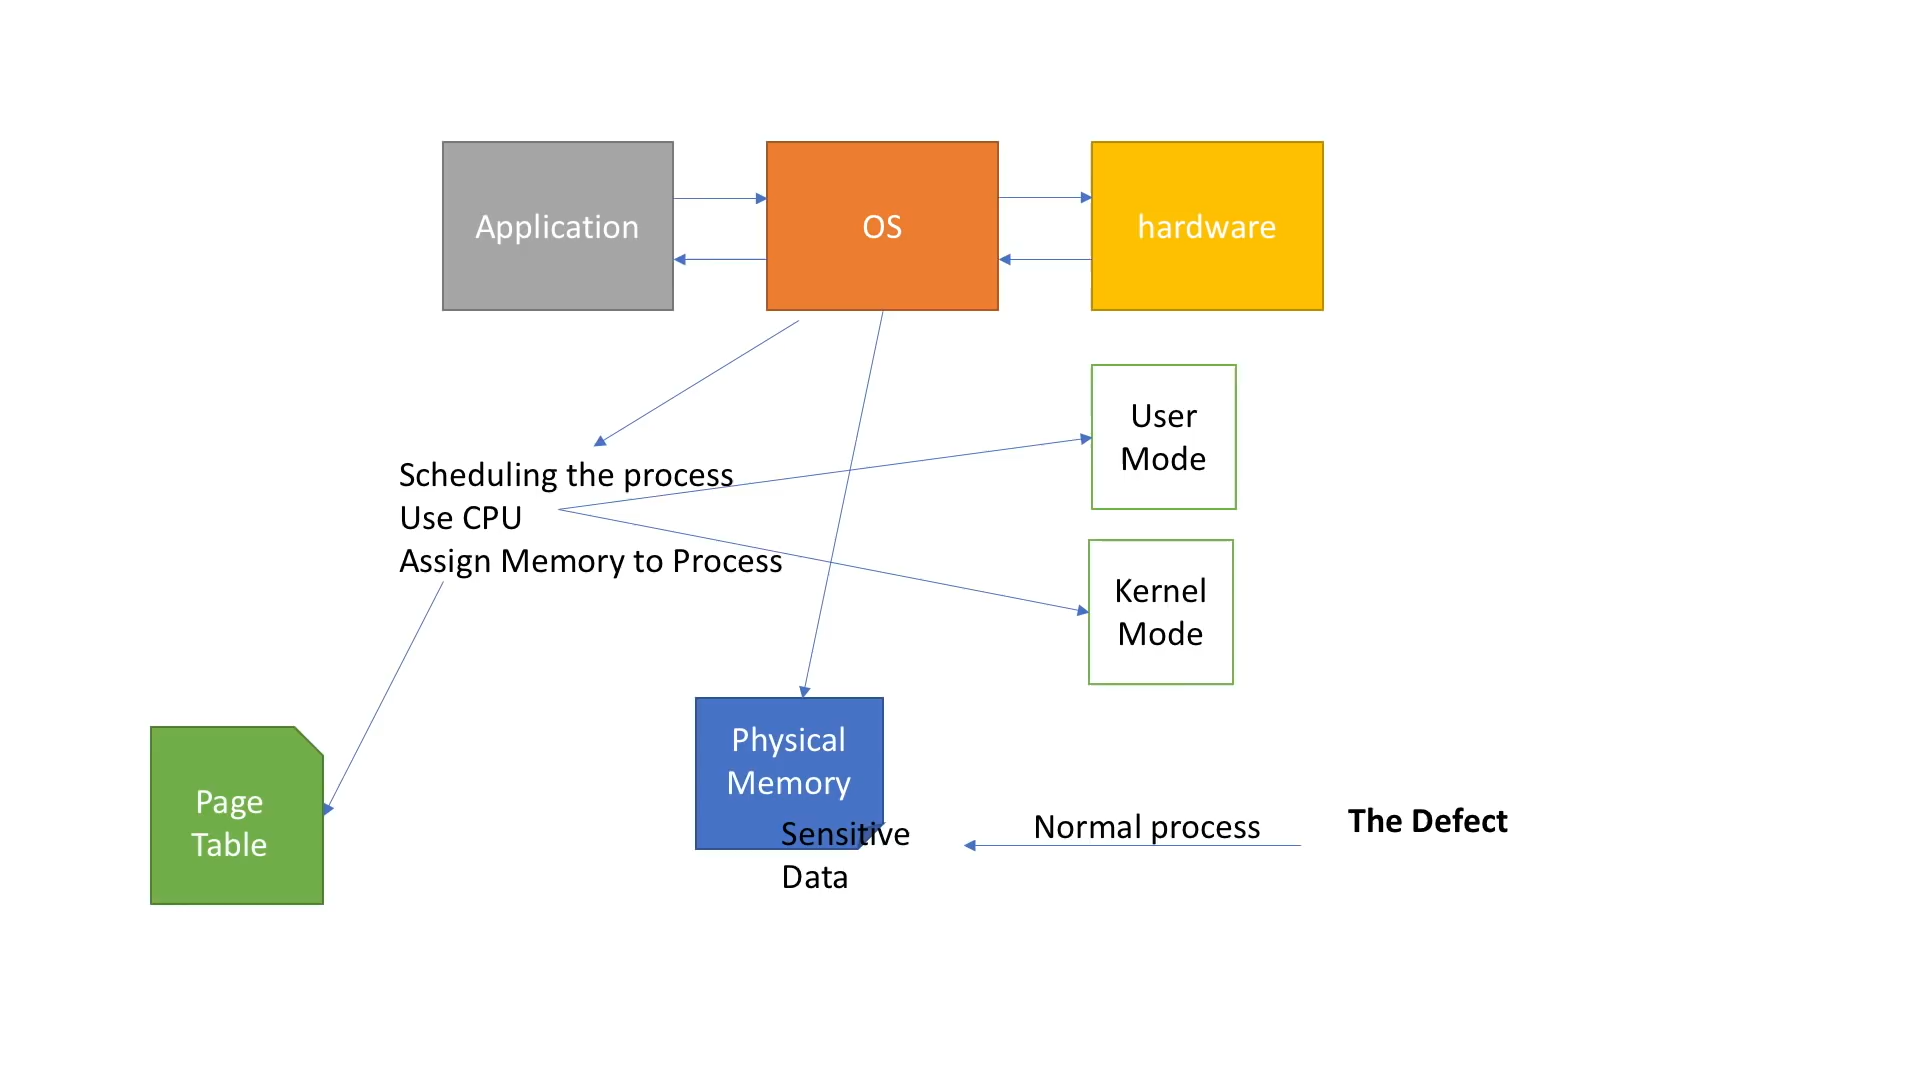 Application
OS
hardware
User
Mode
Scheduling the process
Use CPU
Assign Memory to Process
Kernel
Mode
Physical
Memory
Page
Table
Sensitive
Data
Normal process
The Defect